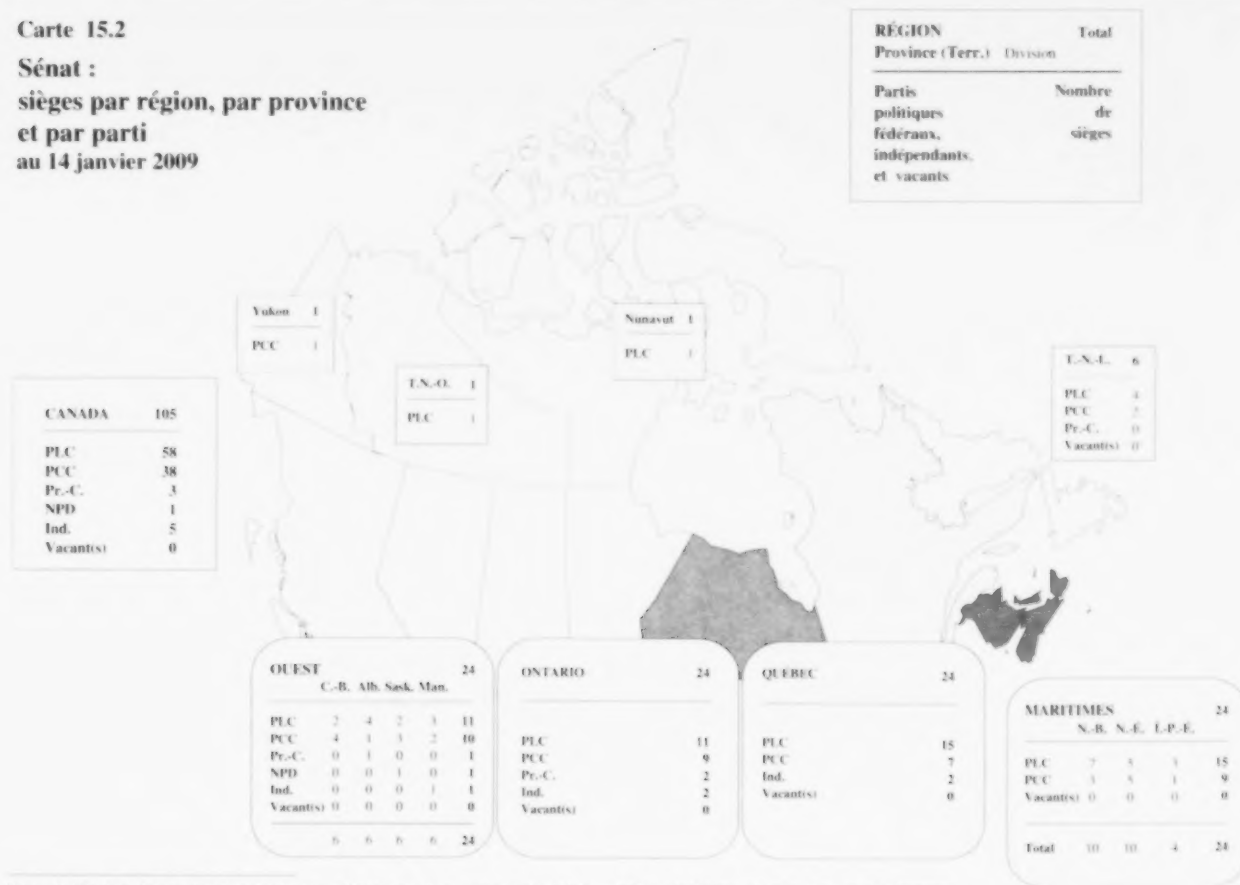 Carte 15.2
Sénat :
sièges par région, par province
et par parti
au 14 janvier 2009
RÉGION Total
Province (Terr.) Division
Partis Nombre
politiques de
fédéraux, sièges
indépendants,
et vacants
Yukon 1
PCC 1
T.N.-O. 1
PLC 1
Nunavut 1
PLC 1
T.-N.-L. 6
PLC 4
PCC 2
Pr.-C. 0
Vacant(s) 0
CANADA 105
PLC 58
PCC 38
Pr.-C. 3
NPD 1
Ind. 5
Vacant(s) 0
OUEST 24
C.-B. Alb. Sask. Man.
PLC 2 4 2 3 11
PCC 4 1 3 2 10
Pr.-C. 0 1 0 0 1
NPD 0 0 1 0 1
Ind. 0 0 0 1 1
Vacant(s) 0 0 0 0 0
6 6 6 6 24
ONTARIO 24
PLC 11
PCC 9
Pr.-C. 2
Ind. 2
Vacant(s) 0
QUÉBEC 24
PLC 15
PCC 7
Ind. 2
Vacant(s) 0
MARITIMES 24
N.-B. N.-É. Î.-P.-É.
PLC 7 5 3 15
PCC 3 5 1 9
Vacant(s) 0 0 0 0
Total 10 10 4 24